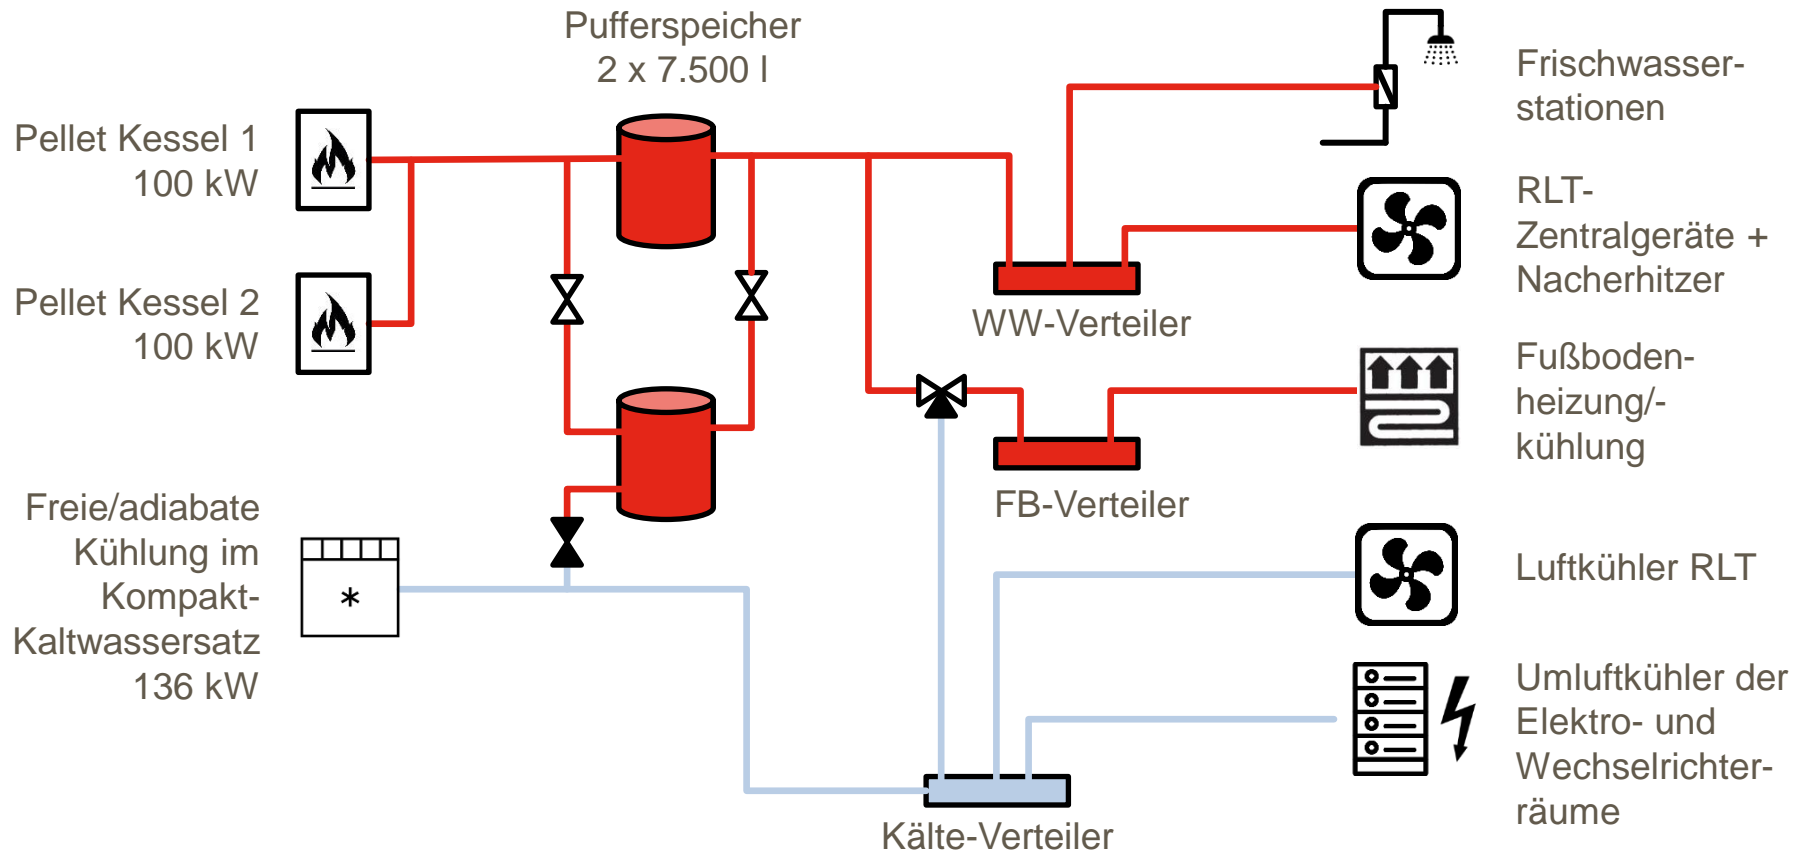 Pufferspeicher
2 x 7.500 l
Pellet Kessel 1
100 kW
Pellet Kessel 2
100 kW
Freie/adiabate
Kühlung im
Kompakt-
Kaltwassersatz
136 kW
*
WW-Verteiler
FB-Verteiler
Kälte-Verteiler
Frischwasser-
stationen
RLT-
Zentralgeräte +
Nacherhitzer
Fußboden-
heizung/-
kühlung
Luftkühler RLT
Umluftkühler der
Elektro- und
Wechselrichter-
räume